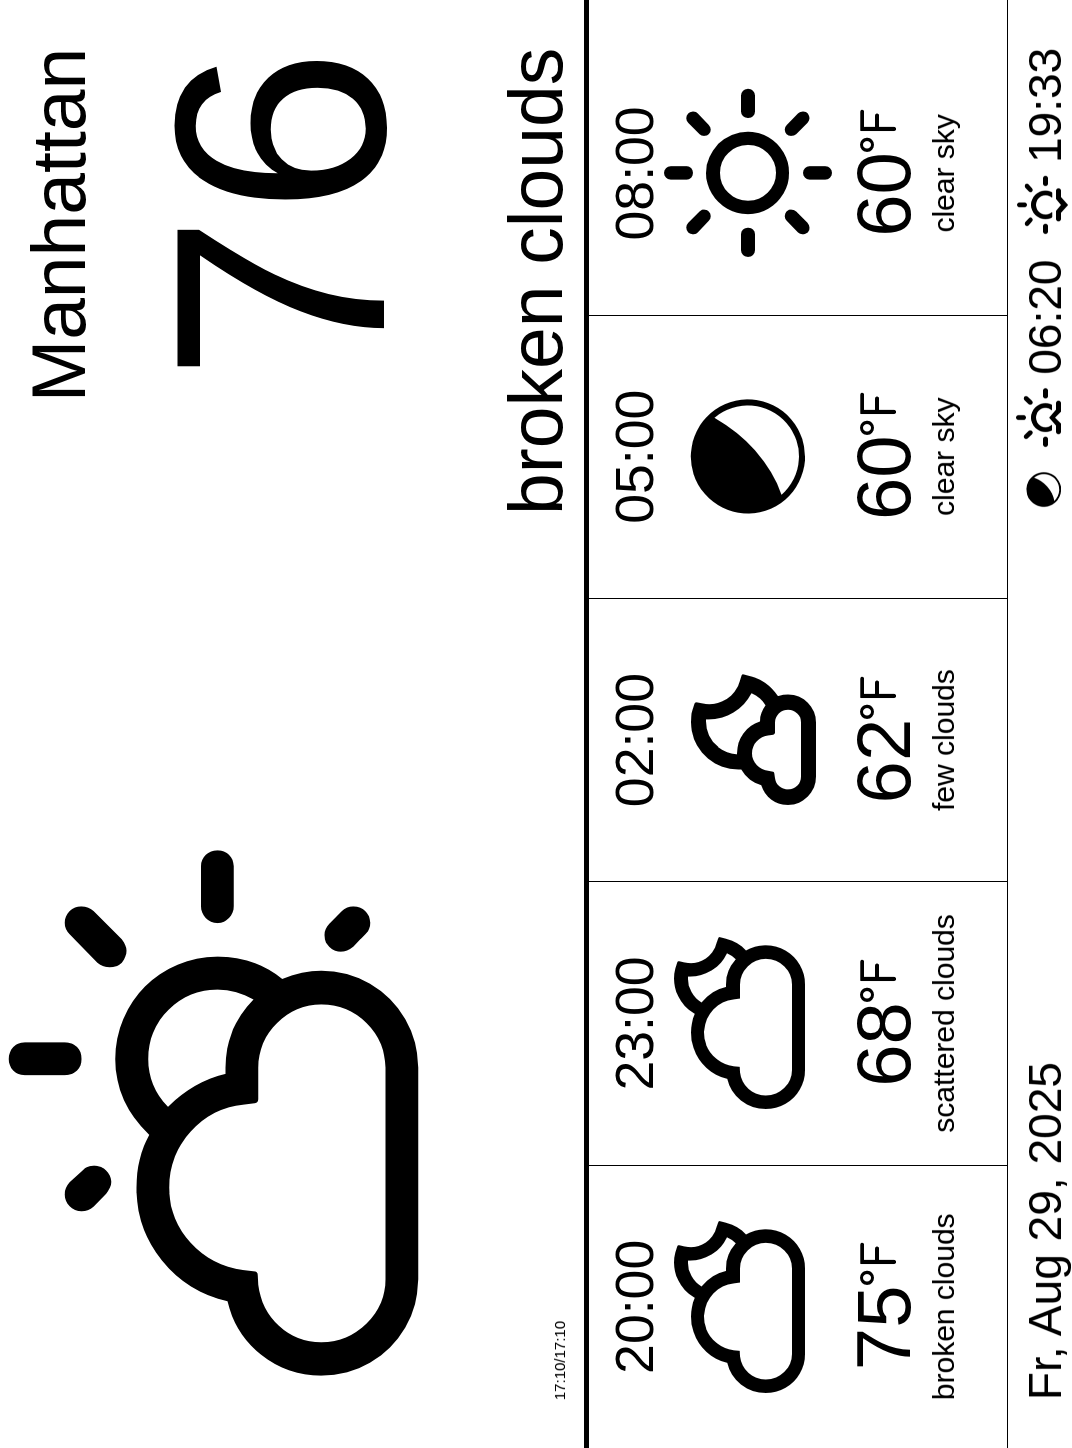 Manhattan
76
broken clouds
17:10/17:10
20:00 23:00 02:00 05:00 08:00
75°F 68°F 62°F 60°F 60°F
broken clouds scattered clouds few clouds clear sky clear sky
Fr, Aug 29, 2025 06:20 19:33